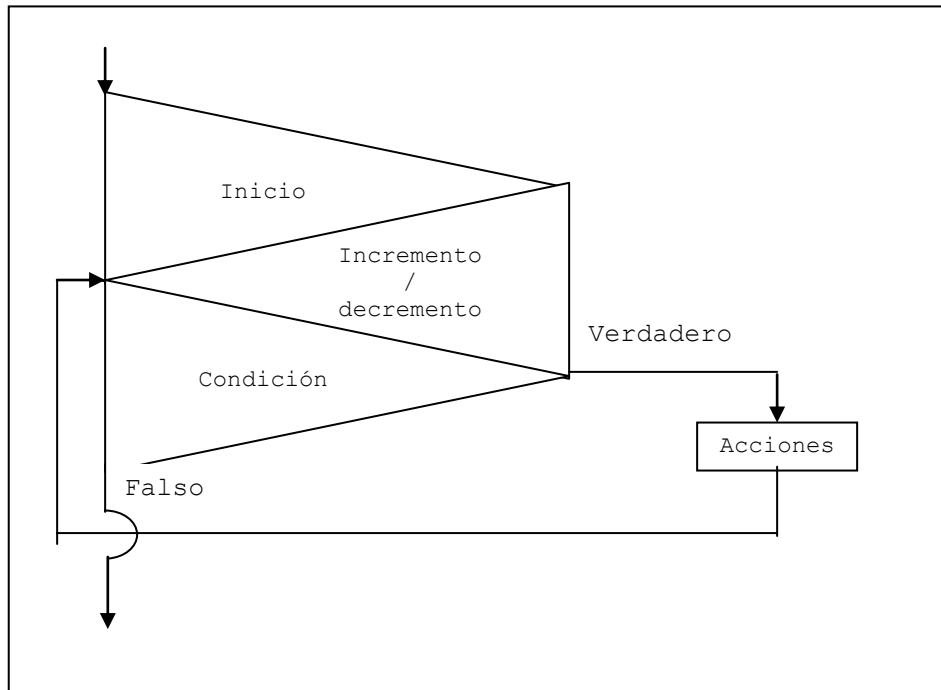 Inicio
Incremento
/
decremento
Verdadero
Condición
Acciones
Falso